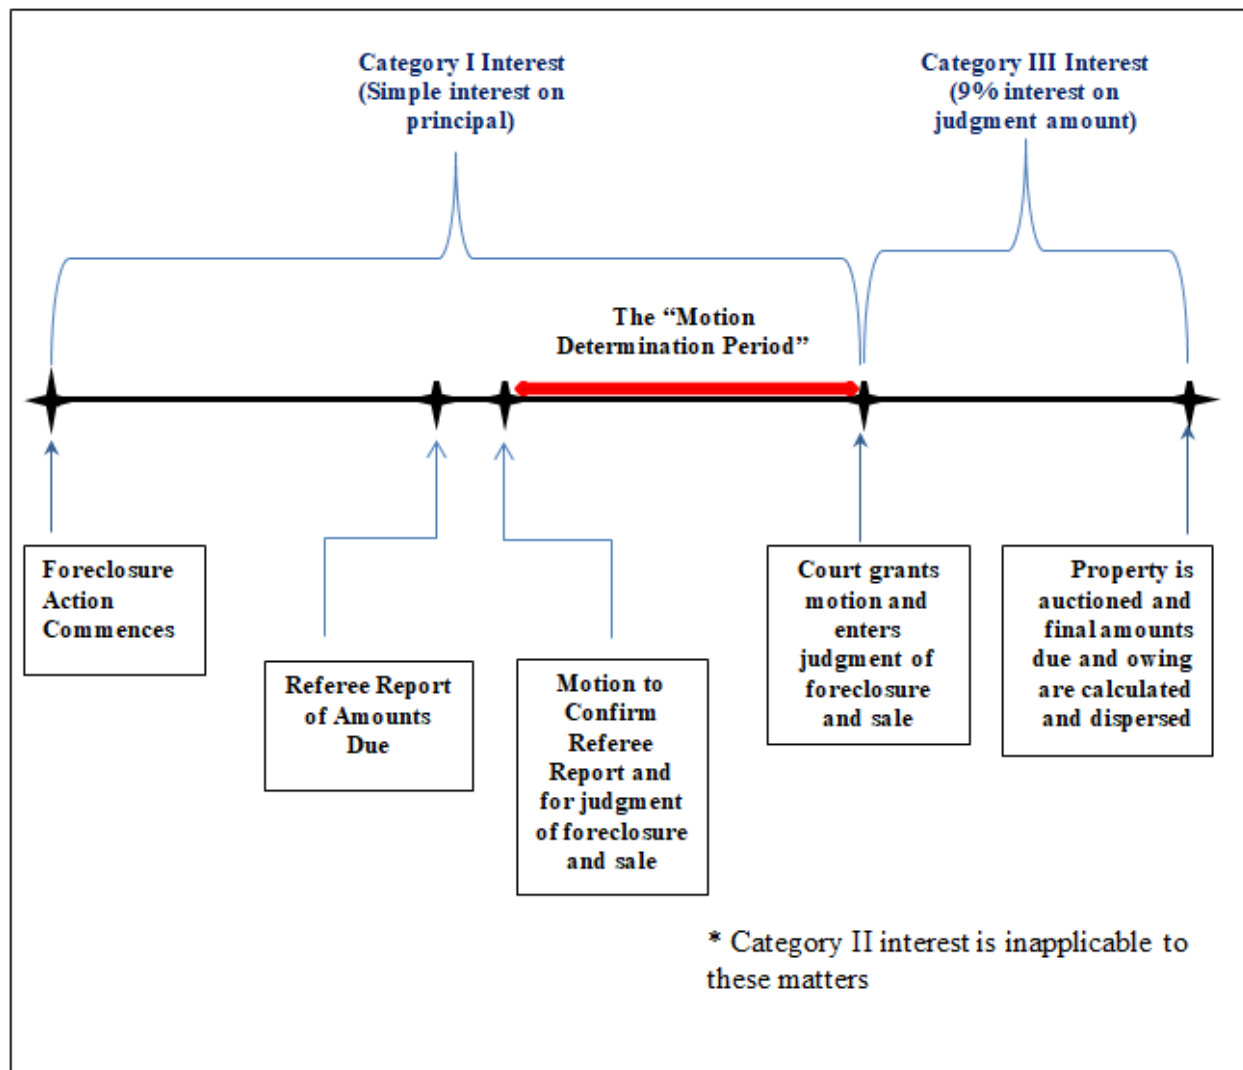 Category I Interest
(Simple interest on
principal)
Category III Interest
(9% interest on
judgment amount)
The “Motion
Determination Period”
Foreclosure
Action
Commences
Referee Report
of Amounts
Due
Motion to
Confirm
Referee
Report and
for judgment
of foreclosure
and sale
Court grants
motion and
enters
judgment of
foreclosure
and sale
Property is
auctioned and
final amounts
due and owing
are calculated
and dispersed
* Category II interest is inapplicable to
these matters